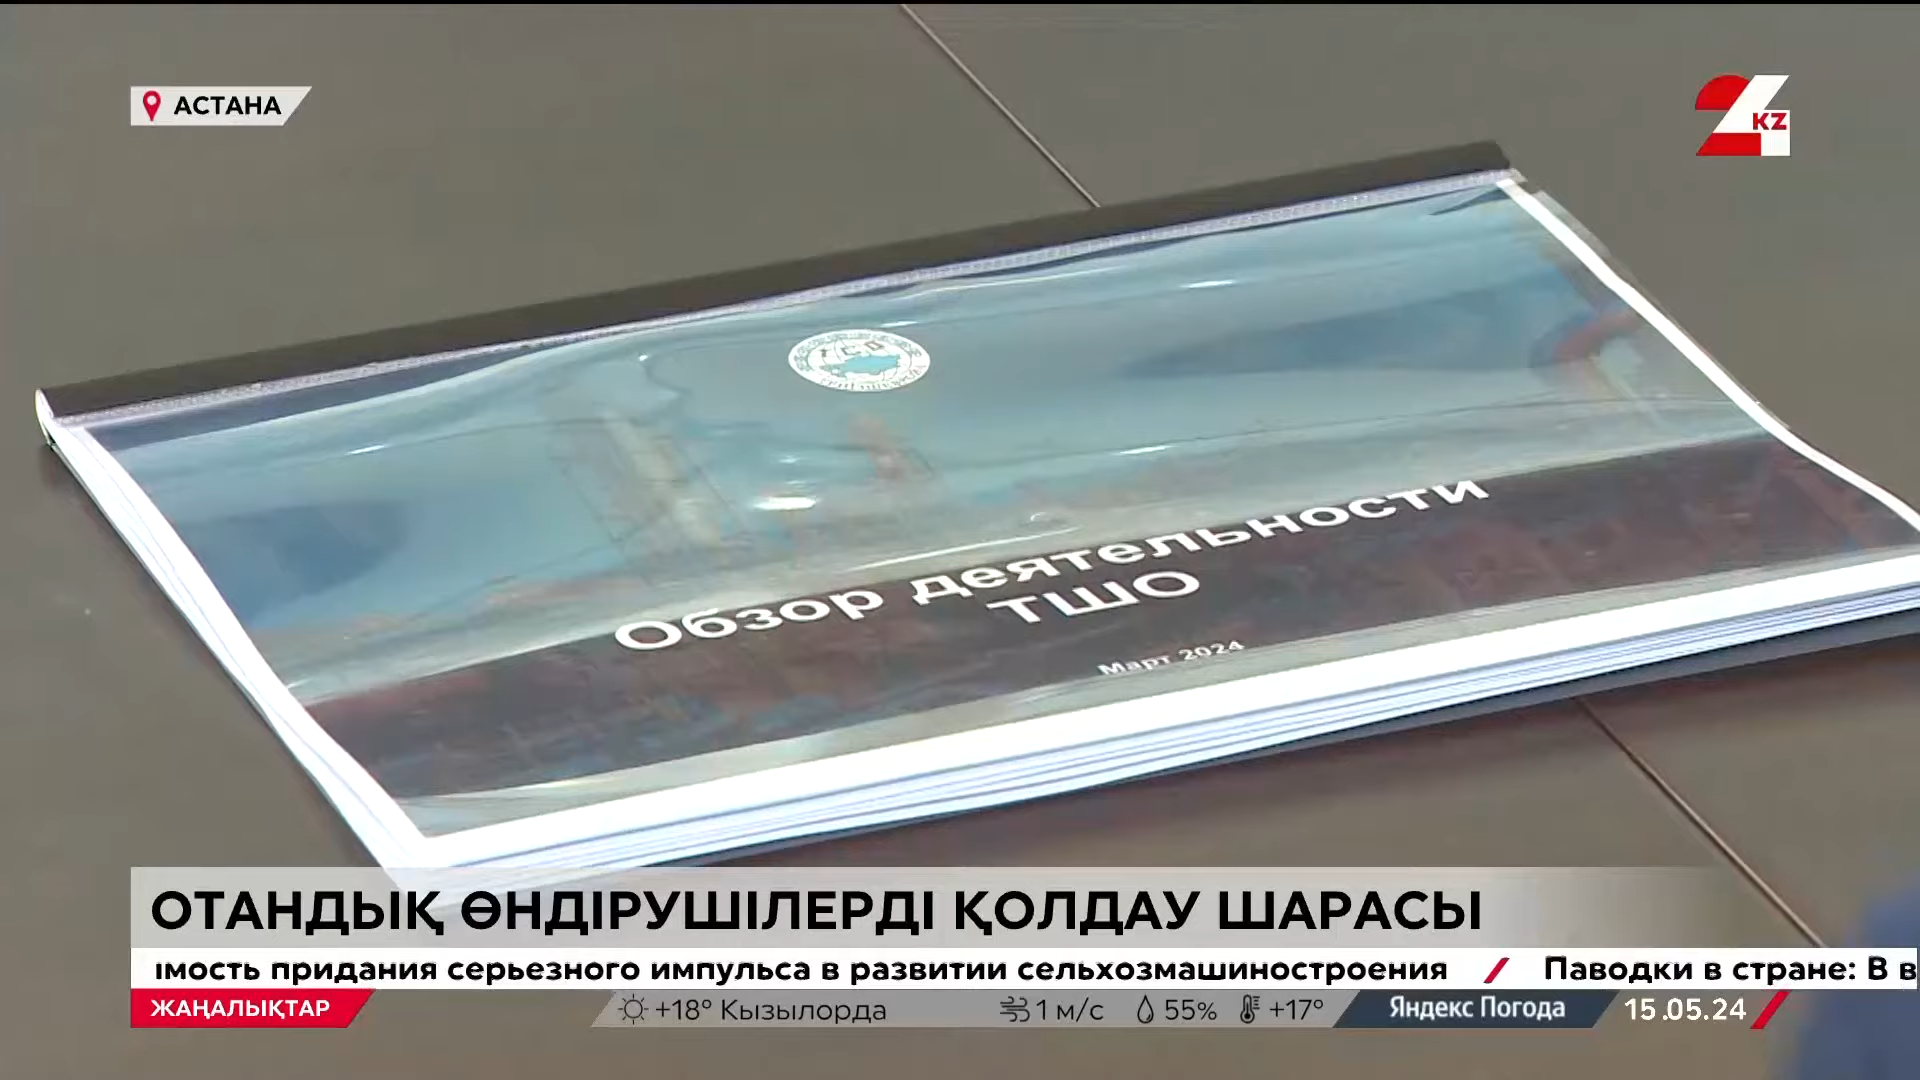 АСТАНА
24
KZ
Обзор деятельности
ТШО
Март 2024
ОТАНДЫҚ ӨНДІРУШІЛЕРДІ ҚОЛДАУ ШАРАСЫ
придания серьезного импульса в развитии сельхозмашиностроения / Паводки в стране: В
ЖАҢАЛЫҚТАР +18° Кызылорда 1 м/с 55% +17° Яндекс Погода 15.05.24